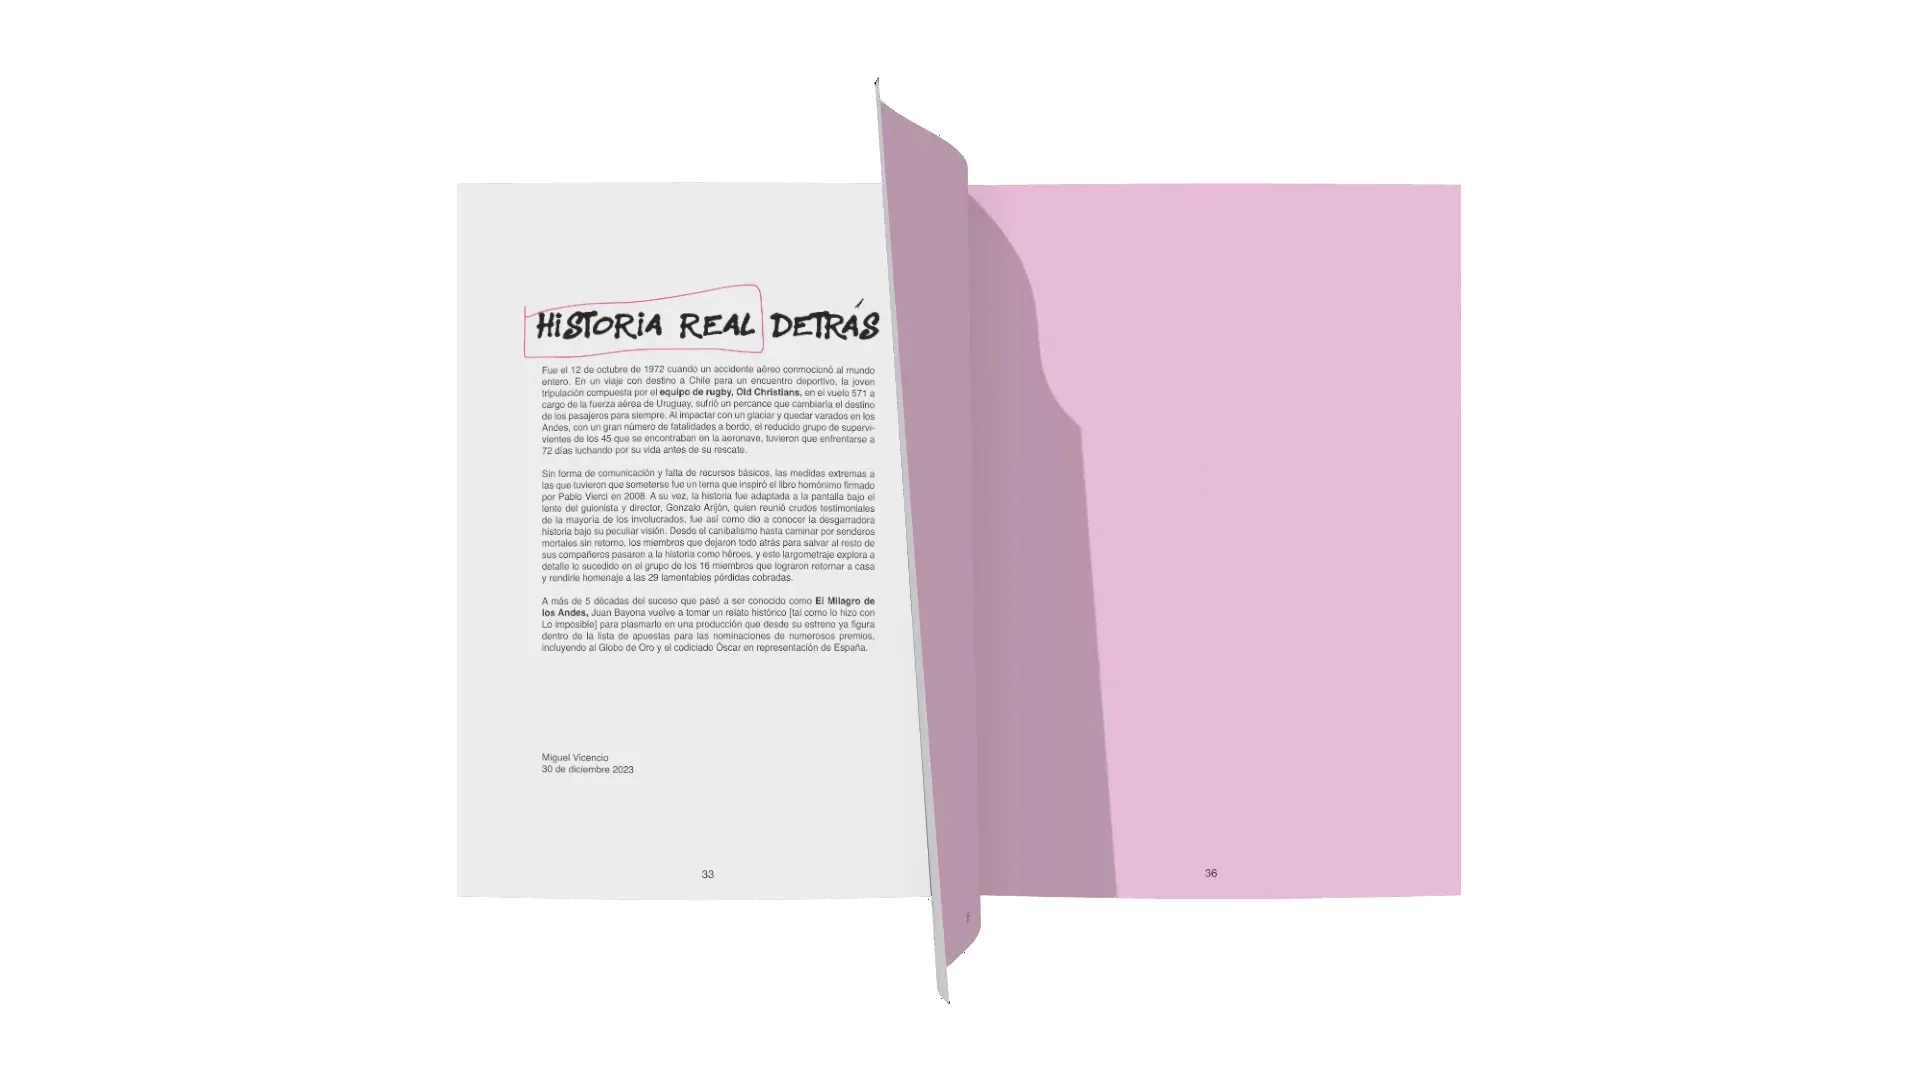 HiSTORiA REAL DETRÁS
Fue el 12 de octubre de 1972 cuando un accidente aéreo conmocionó al mundo
entero. En un viaje con destino a Chile para un encuentro deportivo, la joven
tripulación compuesta por el equipo de rugby, Old Christians, en el vuelo 571 a
cargo de la fuerza aérea de Uruguay, sufrió un percance que cambiaría el destino
de los pasajeros para siempre. Al impactar con un glaciar y quedar varados en los
Andes, con un gran número de fatalidades a bordo, el reducido grupo de supervi-
vientes de los 45 que se encontraban en la aeronave, tuvieron que enfrentarse a
72 días luchando por su vida antes de su rescate.
Sin forma de comunicación y falta de recursos básicos, las medidas extremas a
las que tuvieron que someterse fue un tema que inspiró el libro homónimo firmado
por Pablo Vierci en 2008. A su vez, la historia fue adaptada a la pantalla bajo el
lente del guionista y director, Gonzalo Arijón, quien reunió crudos testimoniales
de la mayoría de los involucrados, fue así como dio a conocer la desgarradora
historia bajo su peculiar visión. Desde el canibalismo hasta caminar por senderos
mortales sin retorno, los miembros que dejaron todo atrás para salvar al resto de
sus compañeros pasaron a la historia como héroes, y este largometraje explora a
detalle lo sucedido en el grupo de los 16 miembros que lograron retornar a casa
y rendirle homenaje a las 29 lamentables pérdidas cobradas.
A más de 5 décadas del suceso que pasó a ser conocido como El Milagro de
los Andes, Juan Bayona vuelve a tomar un relato histórico [tal como lo hizo con
Lo imposible] para plasmarlo en una producción que desde su estreno ya figura
dentro de la lista de apuestas para las nominaciones de numerosos premios,
incluyendo al Globo de Oro y el codiciado Óscar en representación de España.
Miguel Vicencio
30 de diciembre 2023
33
36